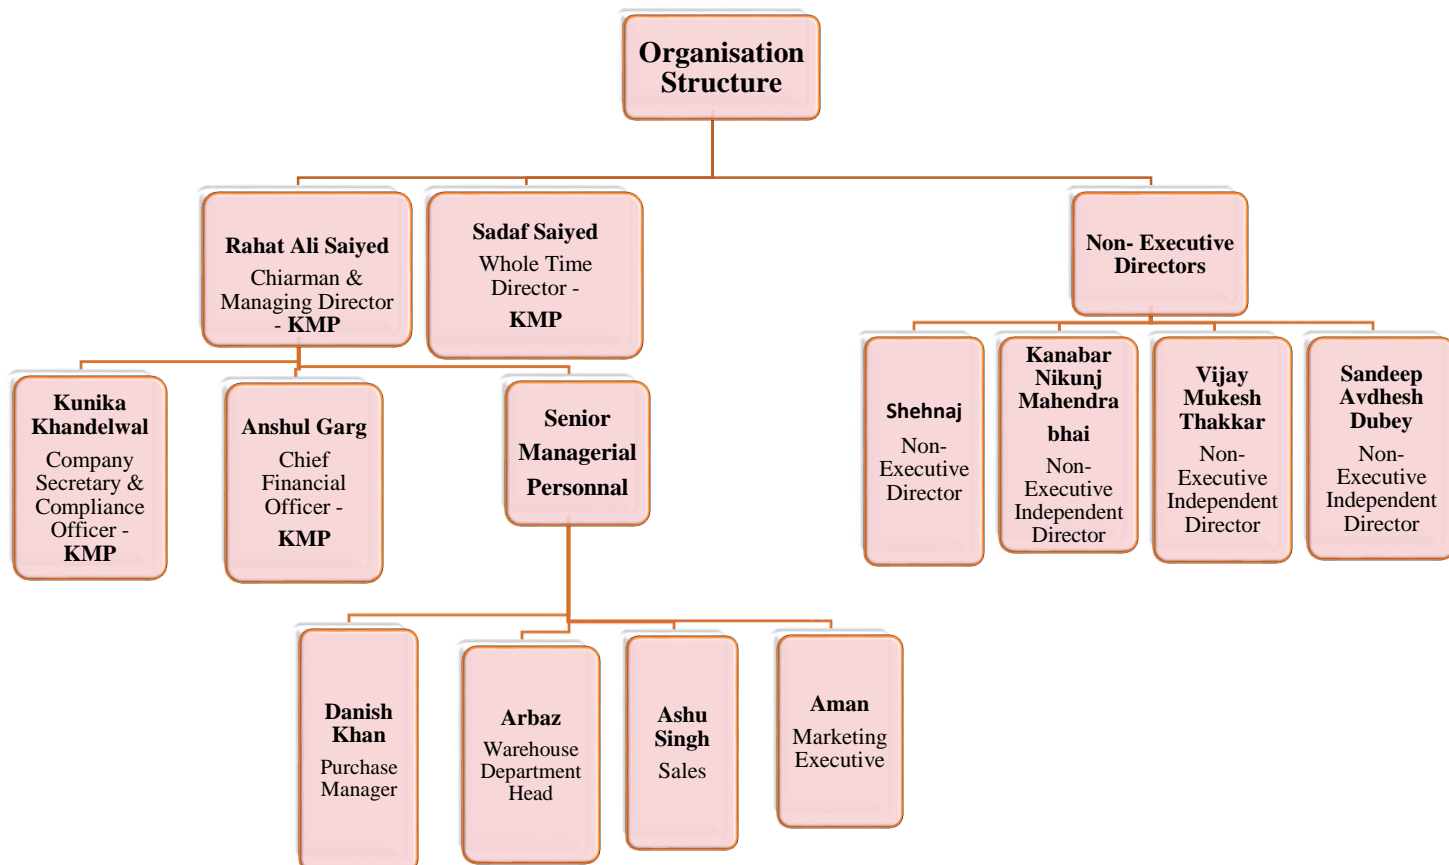 Organisation
Structure
Rahat Ali Saiyed
Chiarman &
Managing Director
- KMP
Sadaf Saiyed
Whole Time
Director -
KMP
Non- Executive
Directors
Kunika
Khandelwal
Company
Secretary &
Compliance
Officer -
KMP
Anshul Garg
Chief
Financial
Officer -
KMP
Senior
Managerial
Personnal
Shehnaj
Non-
Executive
Director
Kanabar
Nikunj
Mahendra
bhai
Non-
Executive
Independent
Director
Vijay
Mukesh
Thakkar
Non-
Executive
Independent
Director
Sandeep
Avdhesh
Dubey
Non-
Executive
Independent
Director
Danish
Khan
Purchase
Manager
Arbaz
Warehouse
Department
Head
Ashu
Singh
Sales
Aman
Marketing
Executive